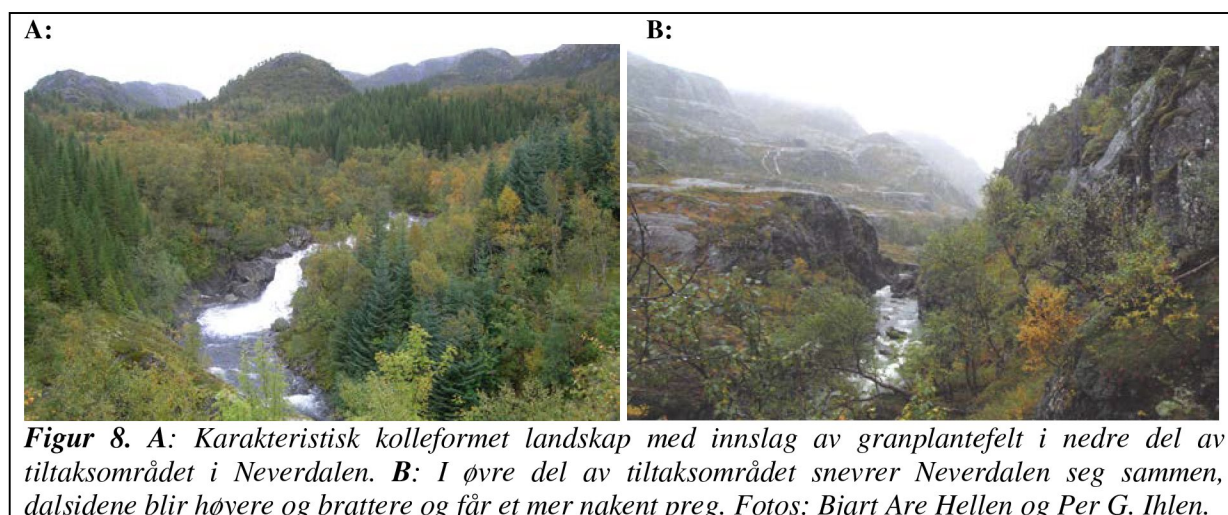 A: B:
Figur 8. A: Karakteristisk kolleformet landskap med innslag av granplantefelt i nedre del av
tiltaksområdet i Neverdalen. B: I øvre del av tiltaksområdet snevrer Neverdalen seg sammen,
dalsidene blir høyere og brattere og får et mer nakent preg. Fotos: Bjart Are Hellen og Per G. Ihlen.